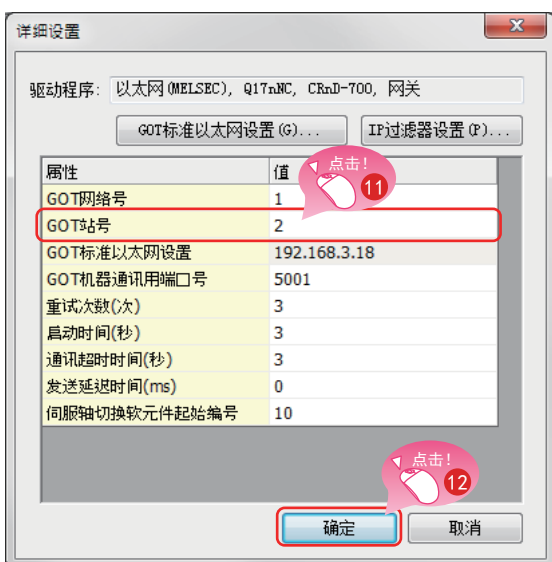 详细设置
驱动程序: 以太网(MELSEC), Q17nNC, CRnD-700, 网关
GOT标准以太网设置(G)... IP过滤器设置(P)...
属性 值
点击!
11
GOT网络号 1
GOT站号 2
GOT标准以太网设置 192.168.3.18
GOT机器通讯用端口号 5001
重试次数(次) 3
启动时间(秒) 3
通讯超时时间(秒) 3
发送延迟时间(ms) 0
伺服轴切换软元件起始编号 10
点击!
12
确定 取消